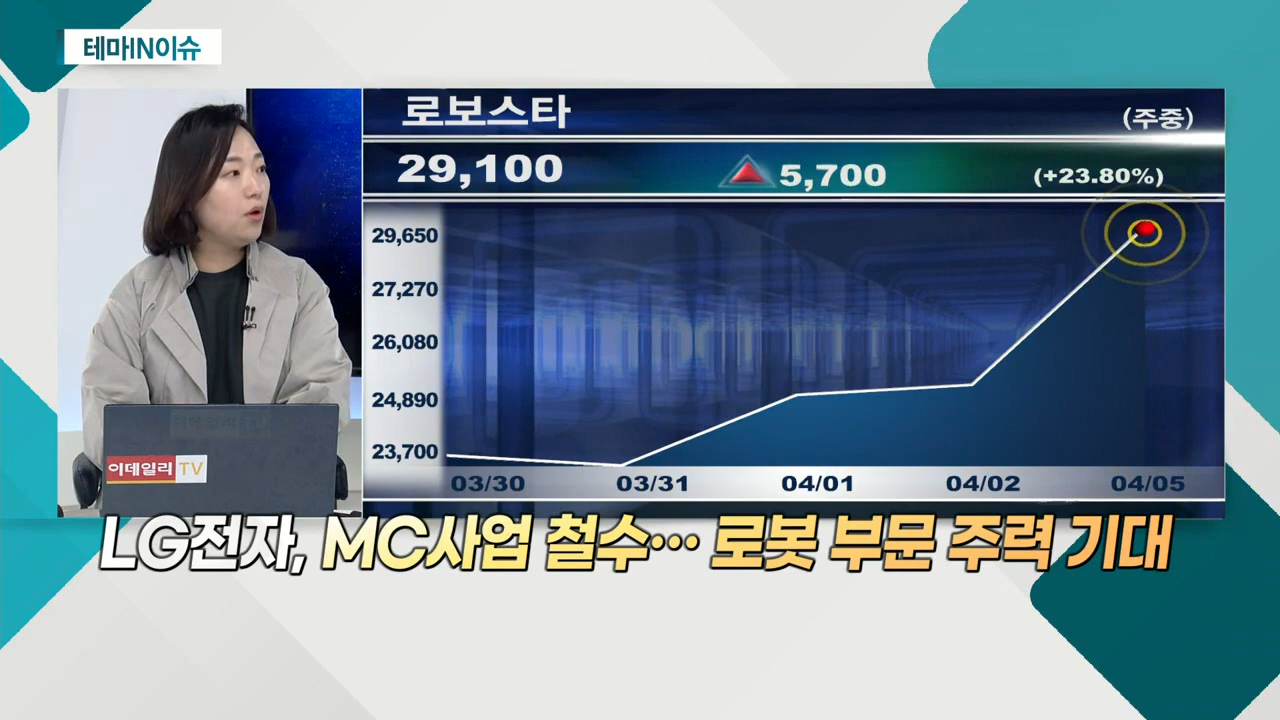 테마IN이슈
로보스타
(주중)
29,100
5,700
(+23.80%)
29,650
27,270
26,080
24,890
23,700
03/30
03/31
04/01
04/02
04/05
이데일리TV
LG전자, MC사업 철수… 로봇 부문 주력 기대